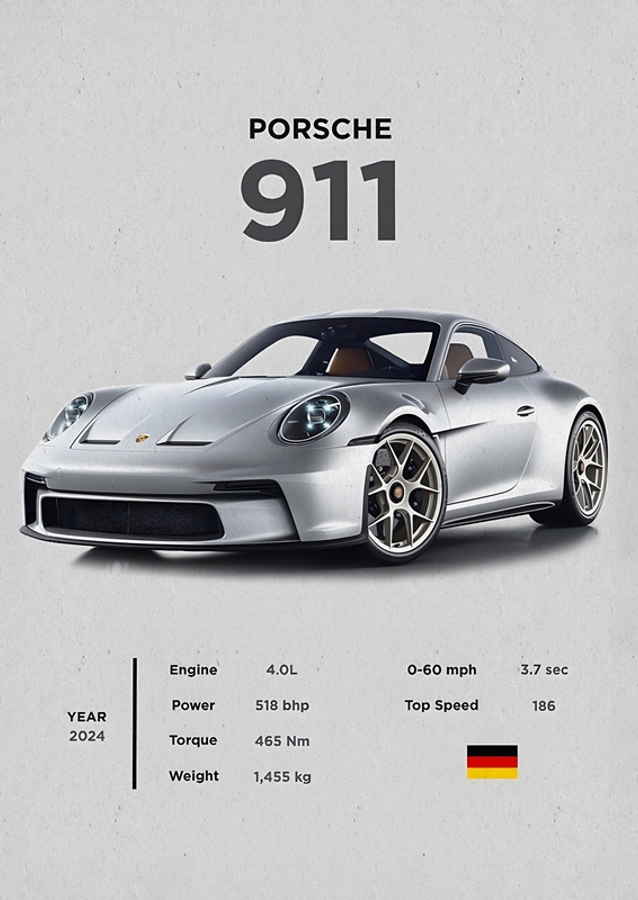 PORSCHE
911
YEAR
2024
Engine 4.0L
Power 518 bhp
Torque 465 Nm
Weight 1,455 kg
0-60 mph 3.7 sec
Top Speed 186